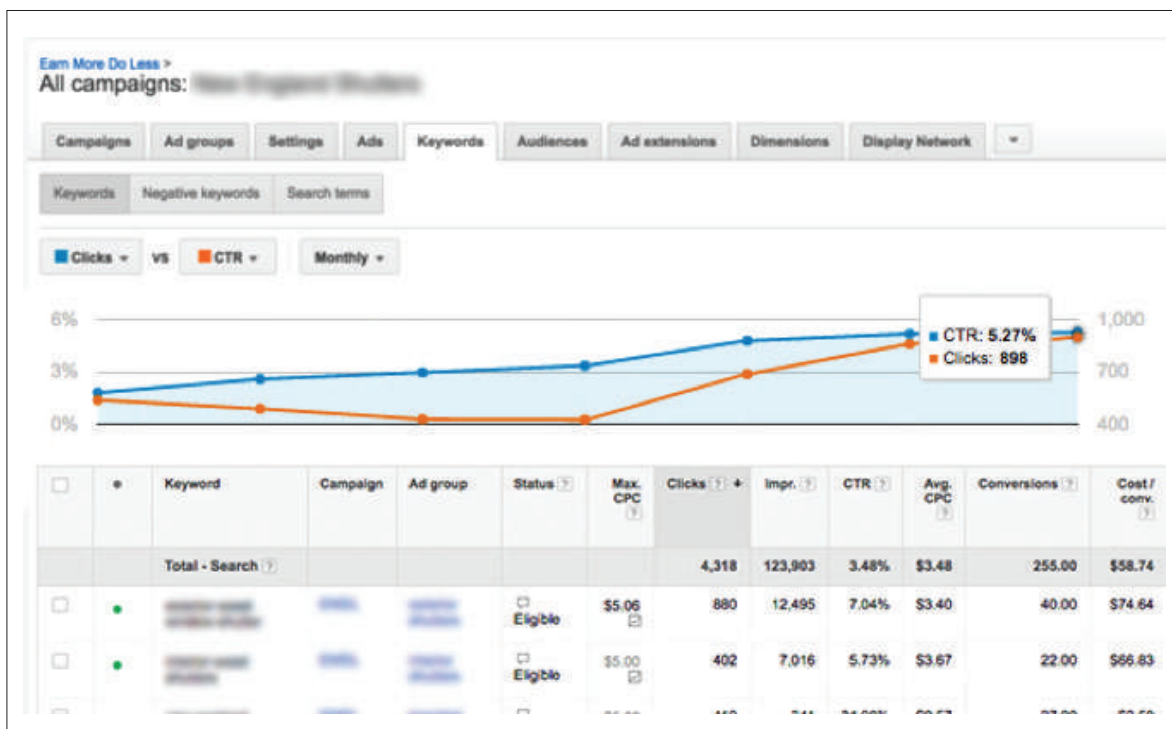 Earn More Do Less >
All campaigns:
Campaigns Ad groups Settings Ads Keywords Audiences Ad extensions Dimensions Display Network
Keywords Negative keywords Search terms
Clicks vs CTR Monthly
6% 1,000
CTR: 5.27%
3% 700
Clicks: 898
0% 400
Keyword Campaign Ad group Status ? Max. CPC ? Clicks ? Impr. ? CTR ? Avg. CPC ? Conversions ? Cost / conv. ?
Total - Search ? 4,318 123,903 3.48% $3.48 255.00 $58.74
Eligible $5.06 880 12,495 7.04% $3.40 40.00 $74.64
Eligible $5.00 402 7,016 5.73% $3.67 22.00 $66.83